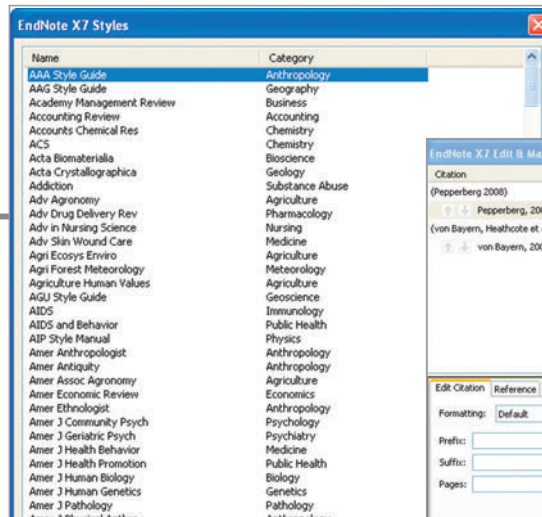 EndNote X7 Styles
Name Category
AAA Style Guide Anthropology
AAG Style Guide Geography
Academy Management Review Business
Accounting Review Accounting
Accounts Chemical Res Chemistry
ACS Chemistry
Acta Biomaterialia Bioscience
Acta Crystallographica Geology
Addiction Substance Abuse
Adv Agronomy Agriculture
Adv Drug Delivery Rev Pharmacology
Adv in Nursing Science Nursing
Adv Skin Wound Care Medicine
Agri Ecosys Enviro Agriculture
Agri Forest Meteorology Meteorology
Agriculture Human Values Agriculture
AGU Style Guide Geoscience
AIDS Immunology
AIDS and Behavior Public Health
AIP Style Manual Physics
Amer Anthropologist Anthropology
Amer Antiquity Anthropology
Amer Assoc Agronomy Agriculture
Amer Economic Review Economics
Amer Ethnologist Anthropology
Amer J Community Psych Psychology
Amer J Geriatric Psych Psychiatry
Amer J Health Behavior Medicine
Amer J Health Promotion Public Health
Amer J Human Biology Biology
Amer J Human Genetics Genetics
Amer J Pathology Pathology
EndNote X7 Edit & Ma
Citation
(Pepperberg 2008)
Pepperberg, 200
(von Bayern, Heathcote et a
von Bayern, 200
Edit Citation Reference
Formatting: Default
Prefix:
Suffix:
Pages: